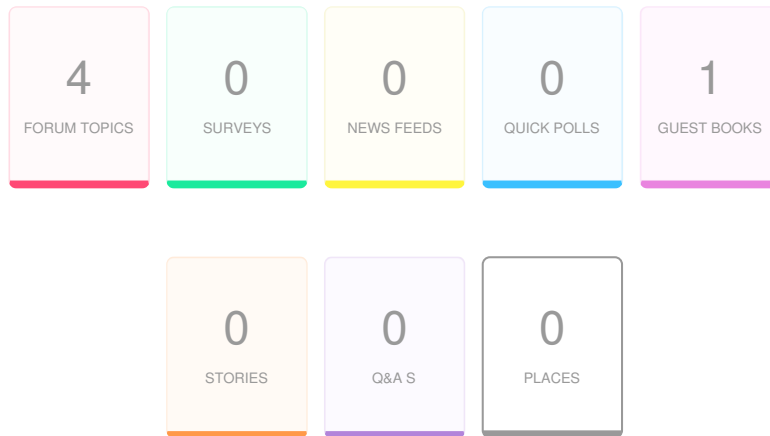 4 0 0 0 1
FORUM TOPICS SURVEYS NEWS FEEDS QUICK POLLS GUEST BOOKS
0 0 0
STORIES Q&A S PLACES